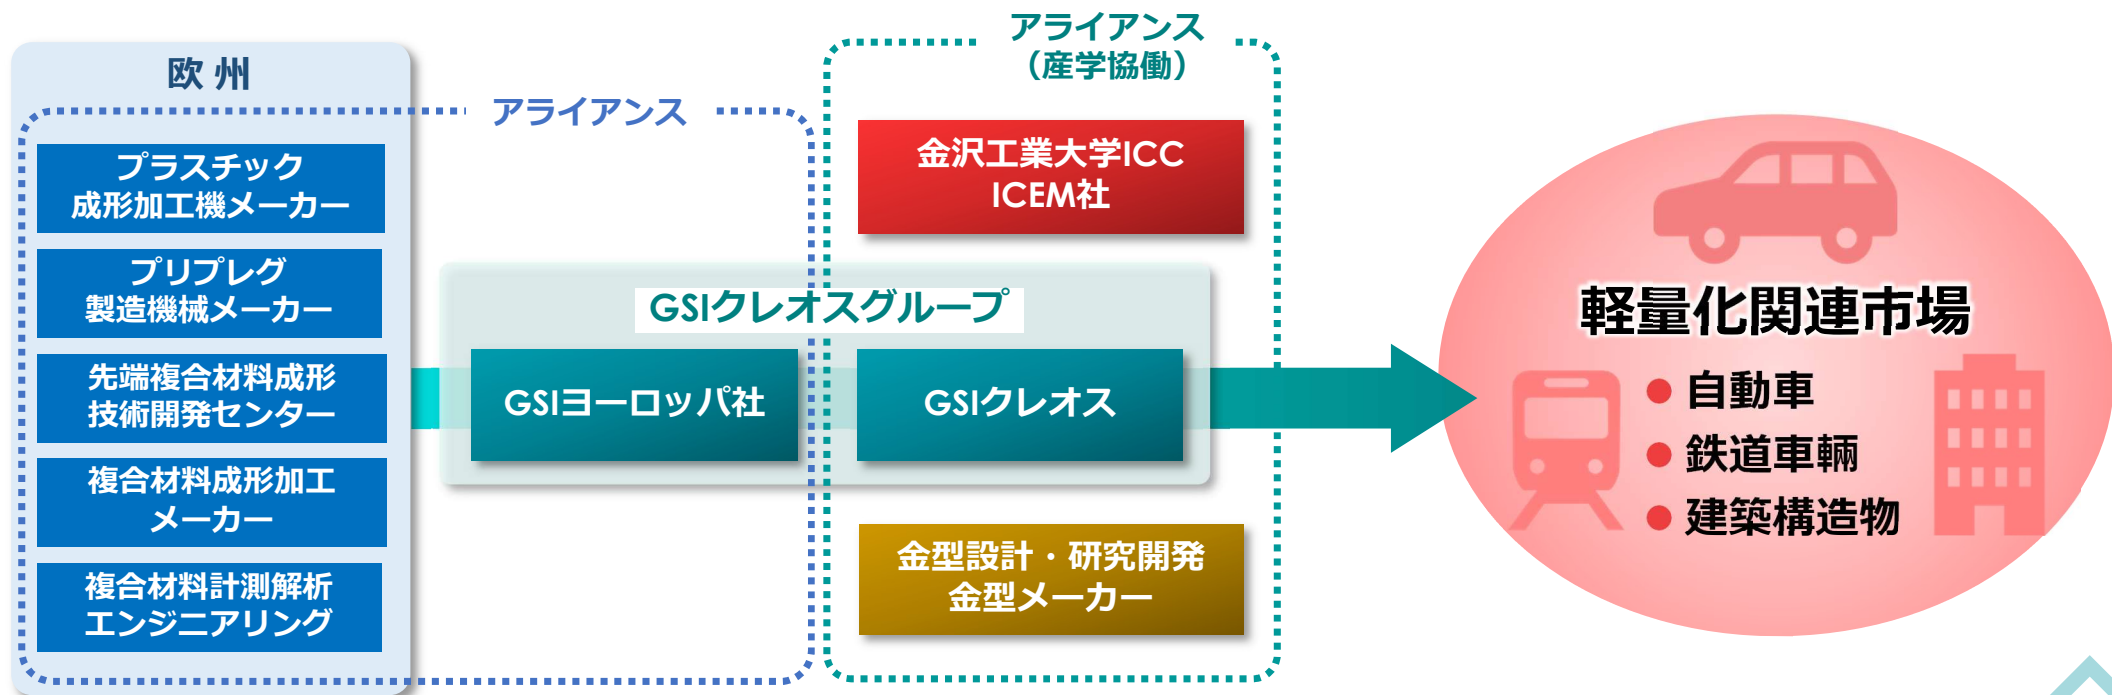 欧 州
アライアンス
プラスチック
成形加工機メーカー
プリプレグ
製造機械メーカー
先端複合材料成形
技術開発センター
複合材料成形加工
メーカー
複合材料計測解析
エンジニアリング
アライアンス
（産学協働）
金沢工業大学ICC
ICEM社
GSIクレオスグループ
GSIヨーロッパ社
GSIクレオス
金型設計・研究開発
金型メーカー
軽量化関連市場
● 自動車
● 鉄道車輌
● 建築構造物